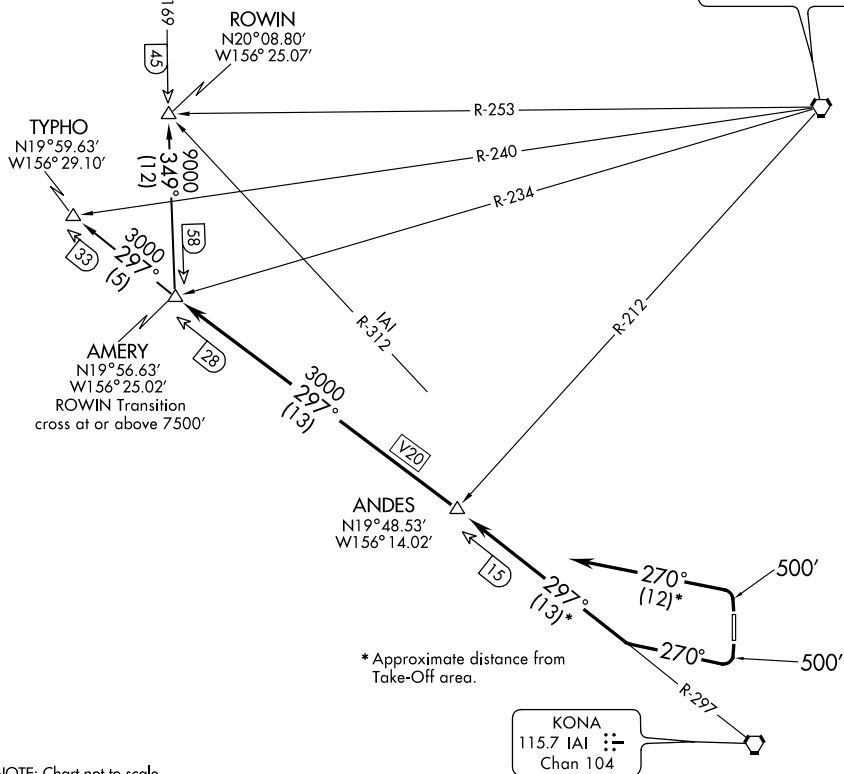 169
45
ROWIN
N20°08.80'
W156°25.07'
TYPHO
N19°59.63'
W156°29.10'
R-253
R-240
R-234
R-212
9000
349°
(12)
58
33
3000
297°
(5)
AMERY
N19°56.63'
W156°25.02'
ROWIN Transition
cross at or above 7500'
28
IAI
R-312
3000
297°
(13)
V20
ANDES
N19°48.53'
W156°14.02'
15
297°
(13)*
270°
(12)*
500'
270°
500'
* Approximate distance from
Take-Off area.
R-297
KONA
115.7 IAI
Chan 104
NOTE: Chart not to scale